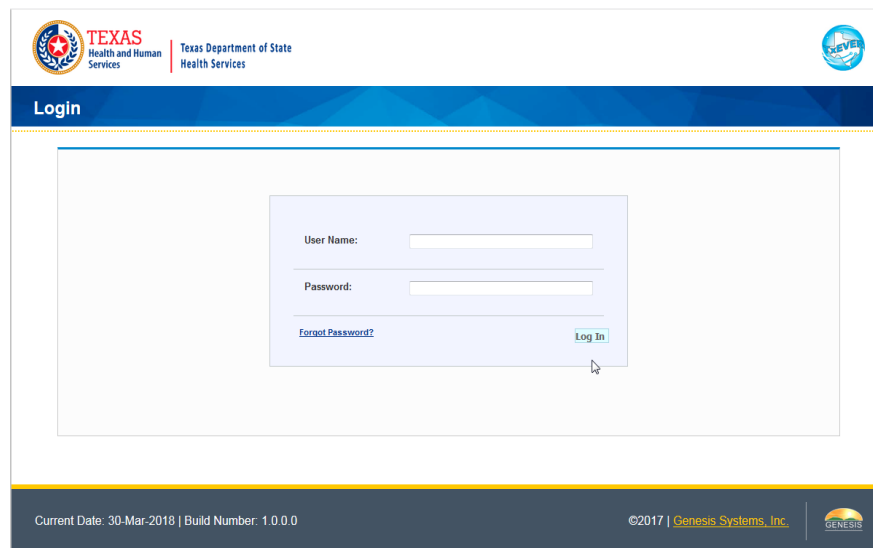 TEXAS
Health and Human
Services
Texas Department of State
Health Services
TxEVER
Login
User Name:
Password:
Forgot Password?
Log In
Current Date: 30-Mar-2018 | Build Number: 1.0.0.0
©2017 | Genesis Systems, Inc.
GENESIS